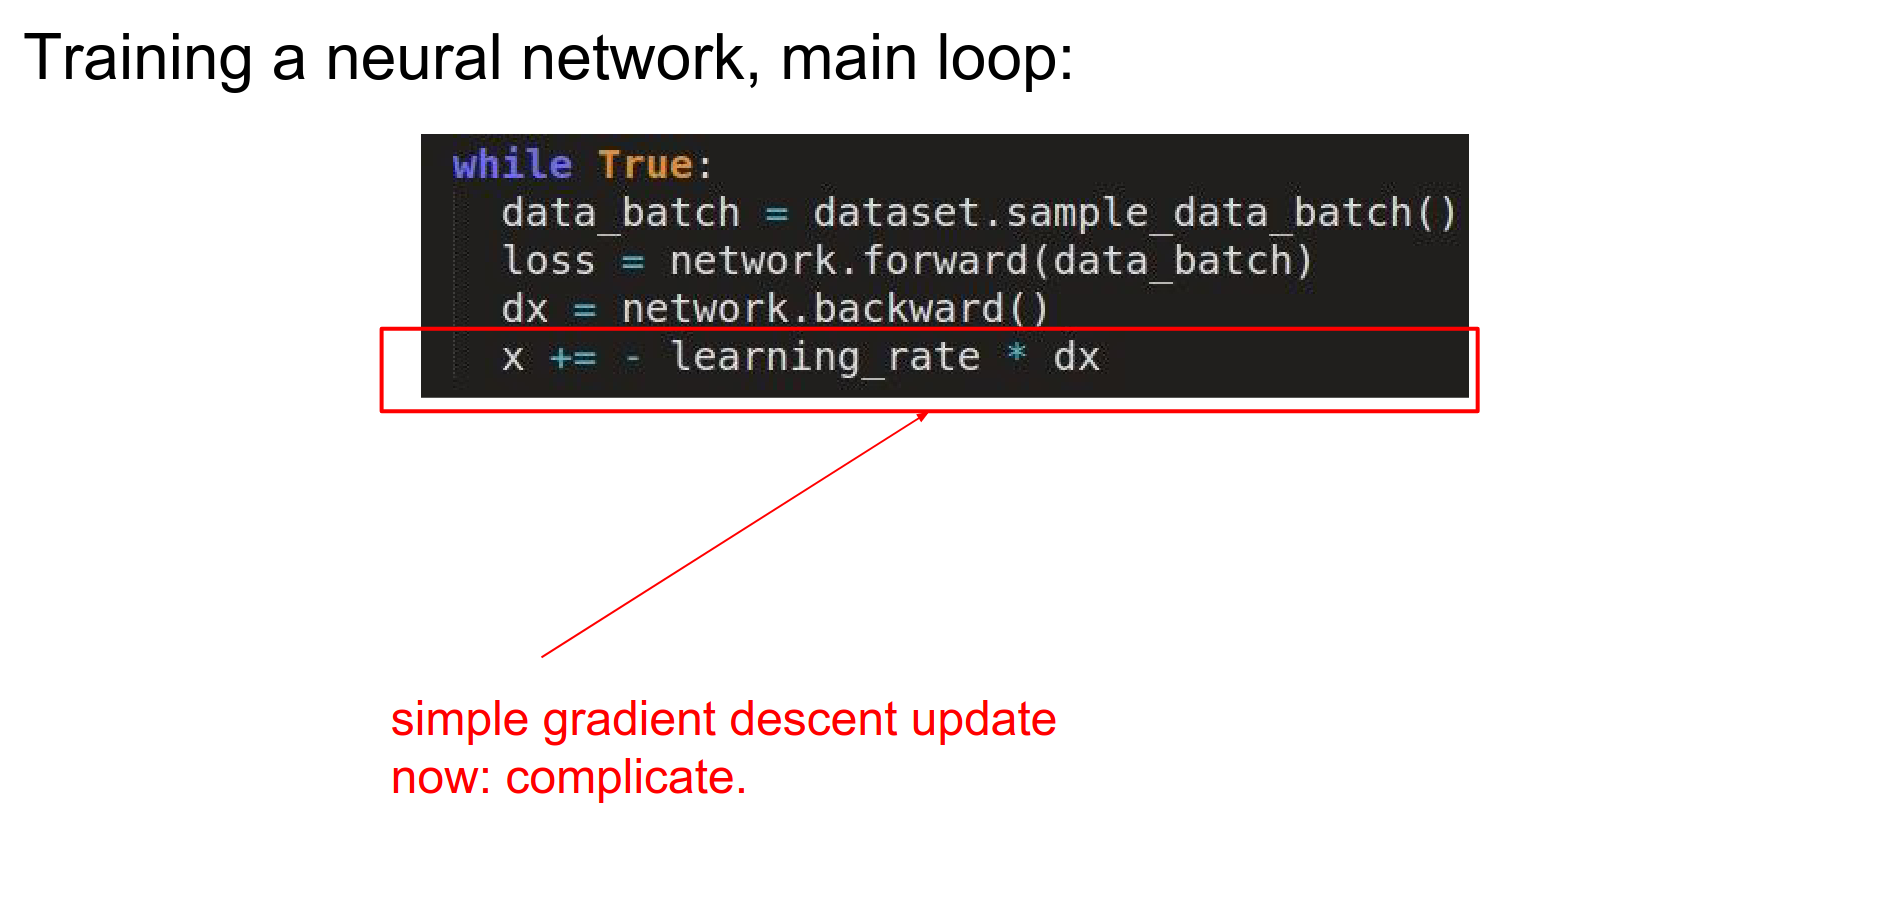 Training a neural network, main loop:
while True:
data_batch = dataset.sample_data_batch()
loss = network.forward(data_batch)
dx = network.backward()
x += - learning_rate * dx
simple gradient descent update
now: complicate.